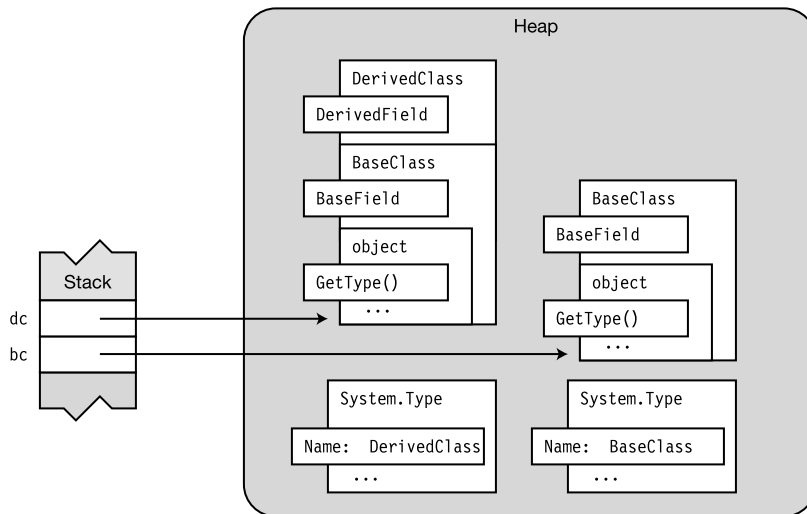 Heap
DerivedClass
DerivedField
BaseClass
BaseField
object
GetType()
...
BaseClass
BaseField
object
GetType()
...
Stack
dc
bc
System.Type
Name: DerivedClass
...
System.Type
Name: BaseClass
...